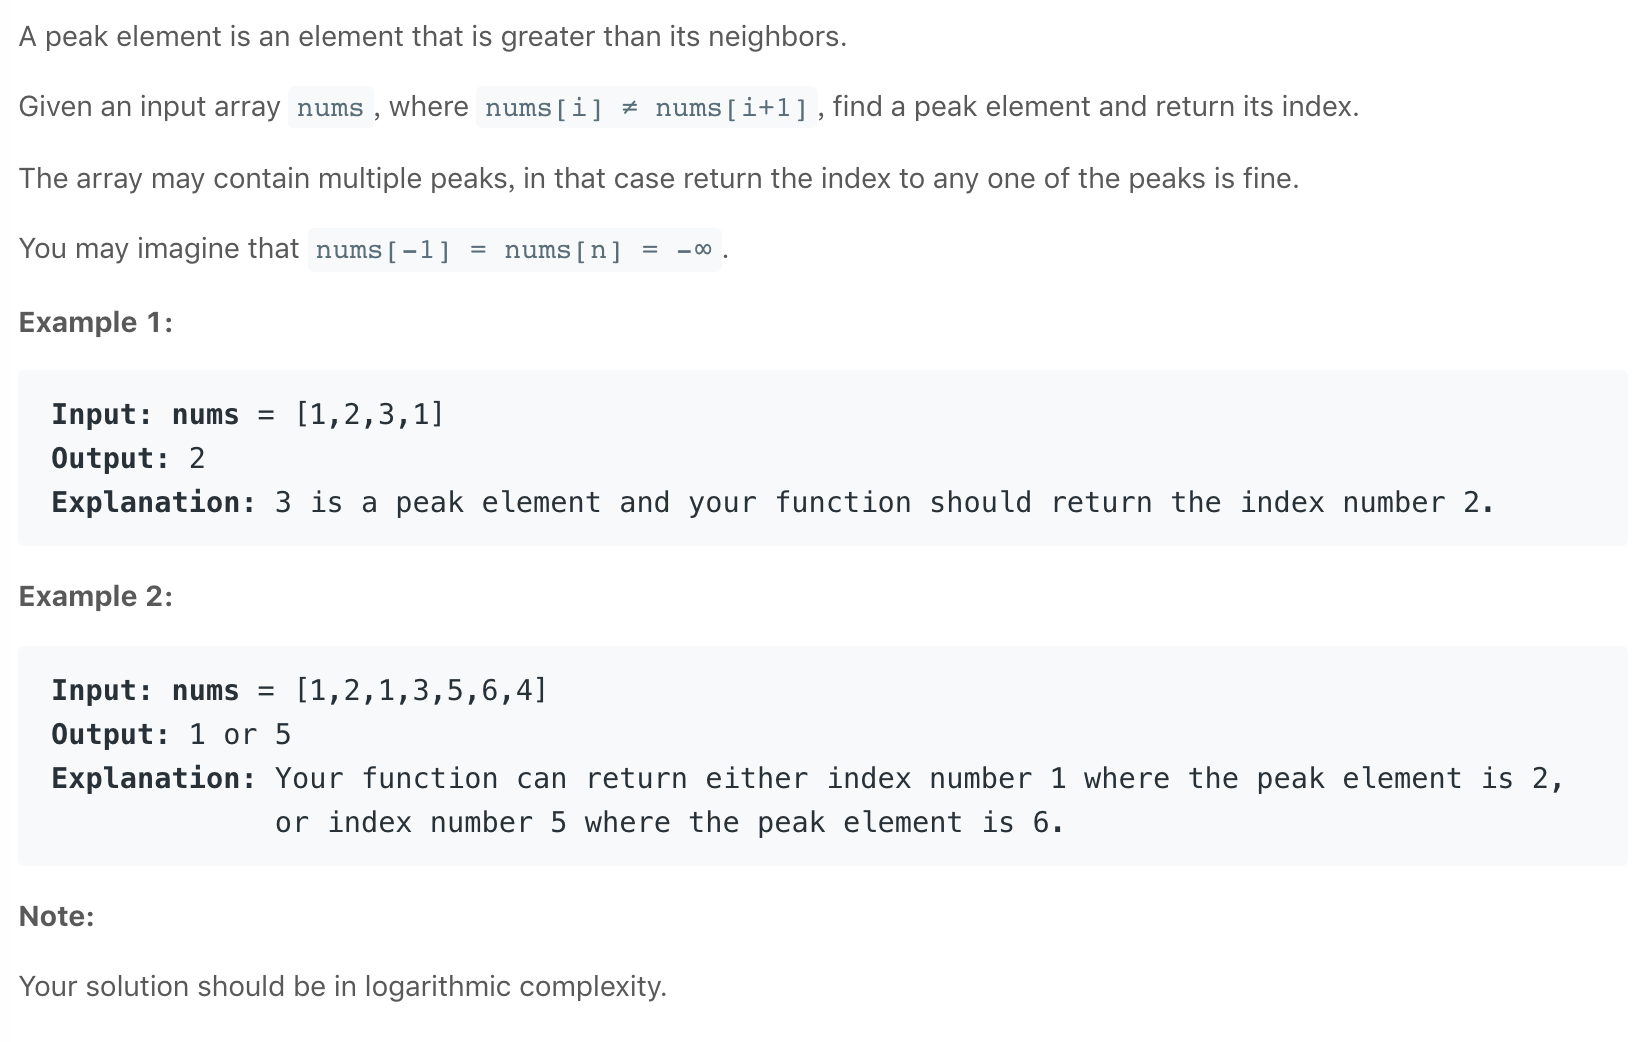 A peak element is an element that is greater than its neighbors.
Given an input array nums, where nums[i] ≠ nums[i+1], find a peak element and return its index.
The array may contain multiple peaks, in that case return the index to any one of the peaks is fine.
You may imagine that nums[-1] = nums[n] = -∞.
Example 1:
Input: nums = [1,2,3,1]
Output: 2
Explanation: 3 is a peak element and your function should return the index number 2.
Example 2:
Input: nums = [1,2,1,3,5,6,4]
Output: 1 or 5
Explanation: Your function can return either index number 1 where the peak element is 2,
or index number 5 where the peak element is 6.
Note:
Your solution should be in logarithmic complexity.